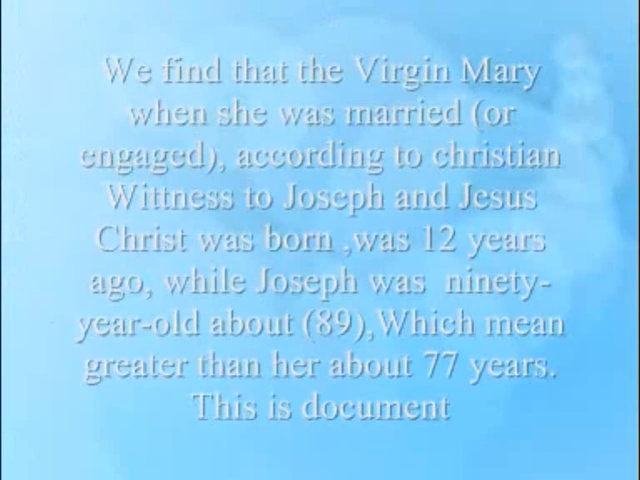 We find that the Virgin Mary
when she was married (or
engaged), according to christian
Wittness to Joseph and Jesus
Christ was born ,was 12 years
ago, while Joseph was ninety-
year-old about (89),Which mean
greater than her about 77 years.
This is document